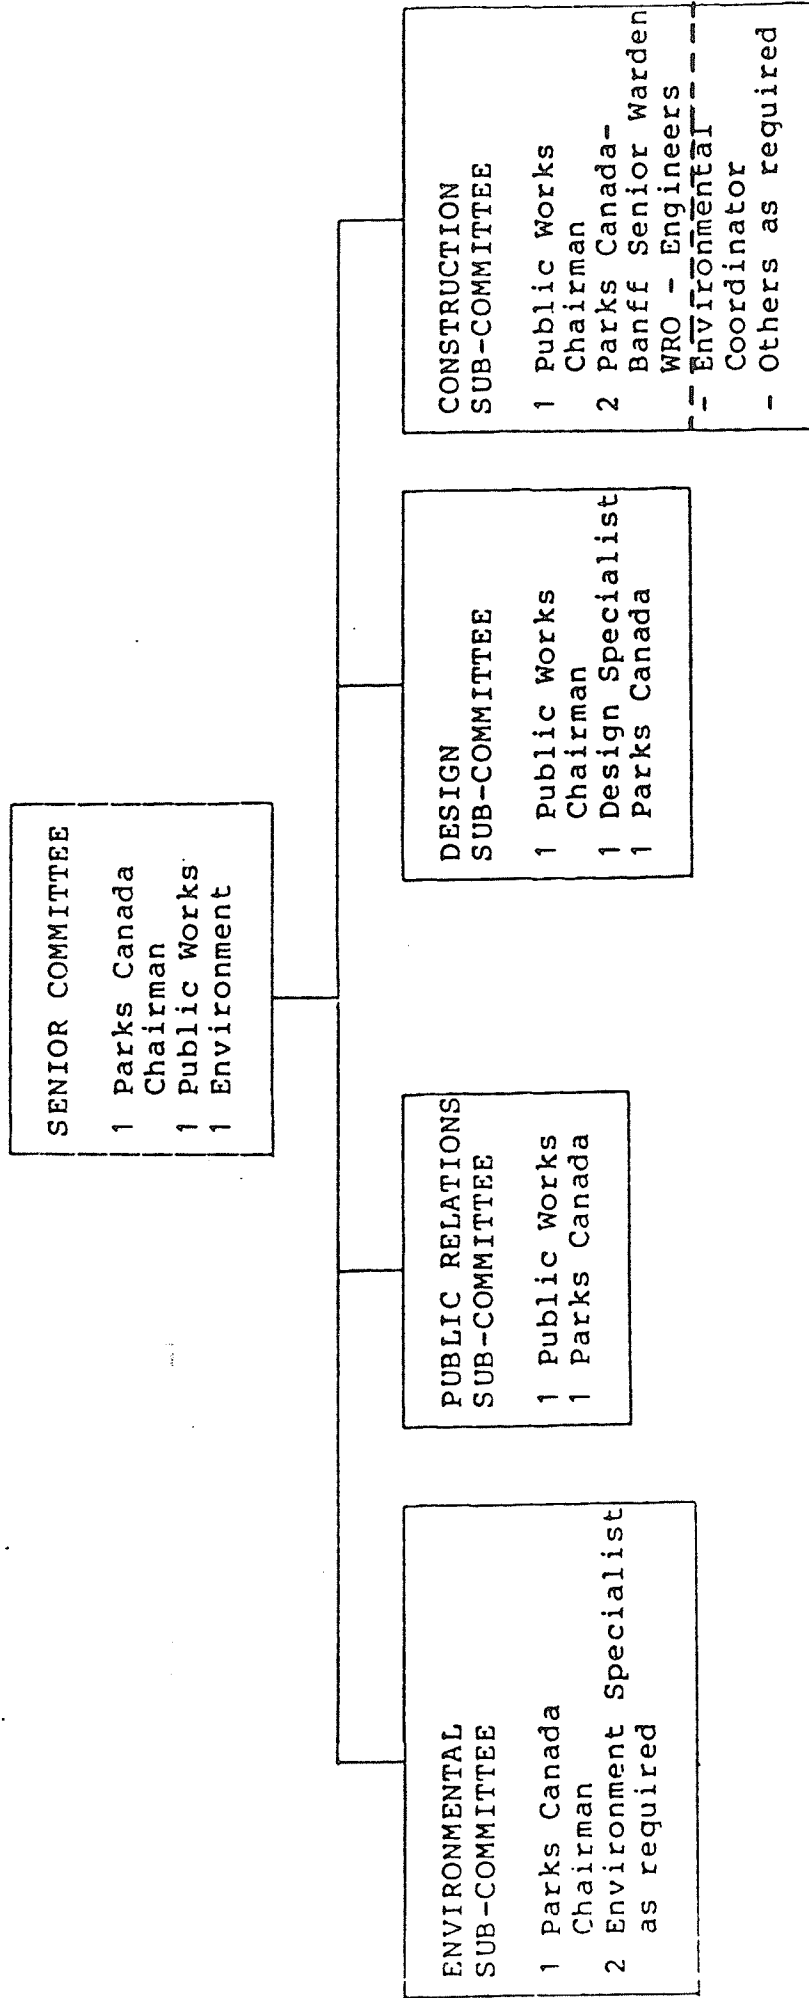 SENIOR COMMITTEE
1 Parks Canada
Chairman
1 Public Works
1 Environment
ENVIRONMENTAL
SUB-COMMITTEE
1 Parks Canada
Chairman
2 Environment Specialist
as required
PUBLIC RELATIONS
SUB-COMMITTEE
1 Public Works
1 Parks Canada
DESIGN
SUB-COMMITTEE
1 Public Works
Chairman
1 Design Specialist
1 Parks Canada
CONSTRUCTION
SUB-COMMITTEE
1 Public Works
Chairman
2 Parks Canada-
Banff Senior Warden
WRO - Engineers
- Environmental
Coordinator
- Others as required